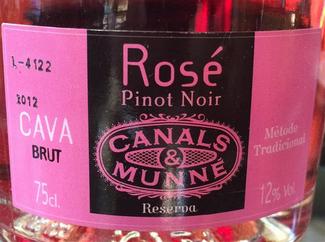 L-4122
2012
CAVA
BRUT
75cl.
Rosé
Pinot Noir
CANALS
&
MUNNÉ
Reserva
Método
Tradicional
12% Vol.